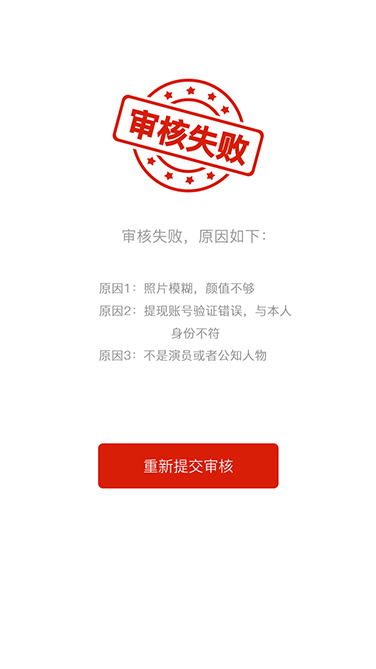 审核失败
审核失败，原因如下：
原因1：照片模糊，颜值不够
原因2：提现账号验证错误，与本人
身份不符
原因3：不是演员或者公知人物
重新提交审核